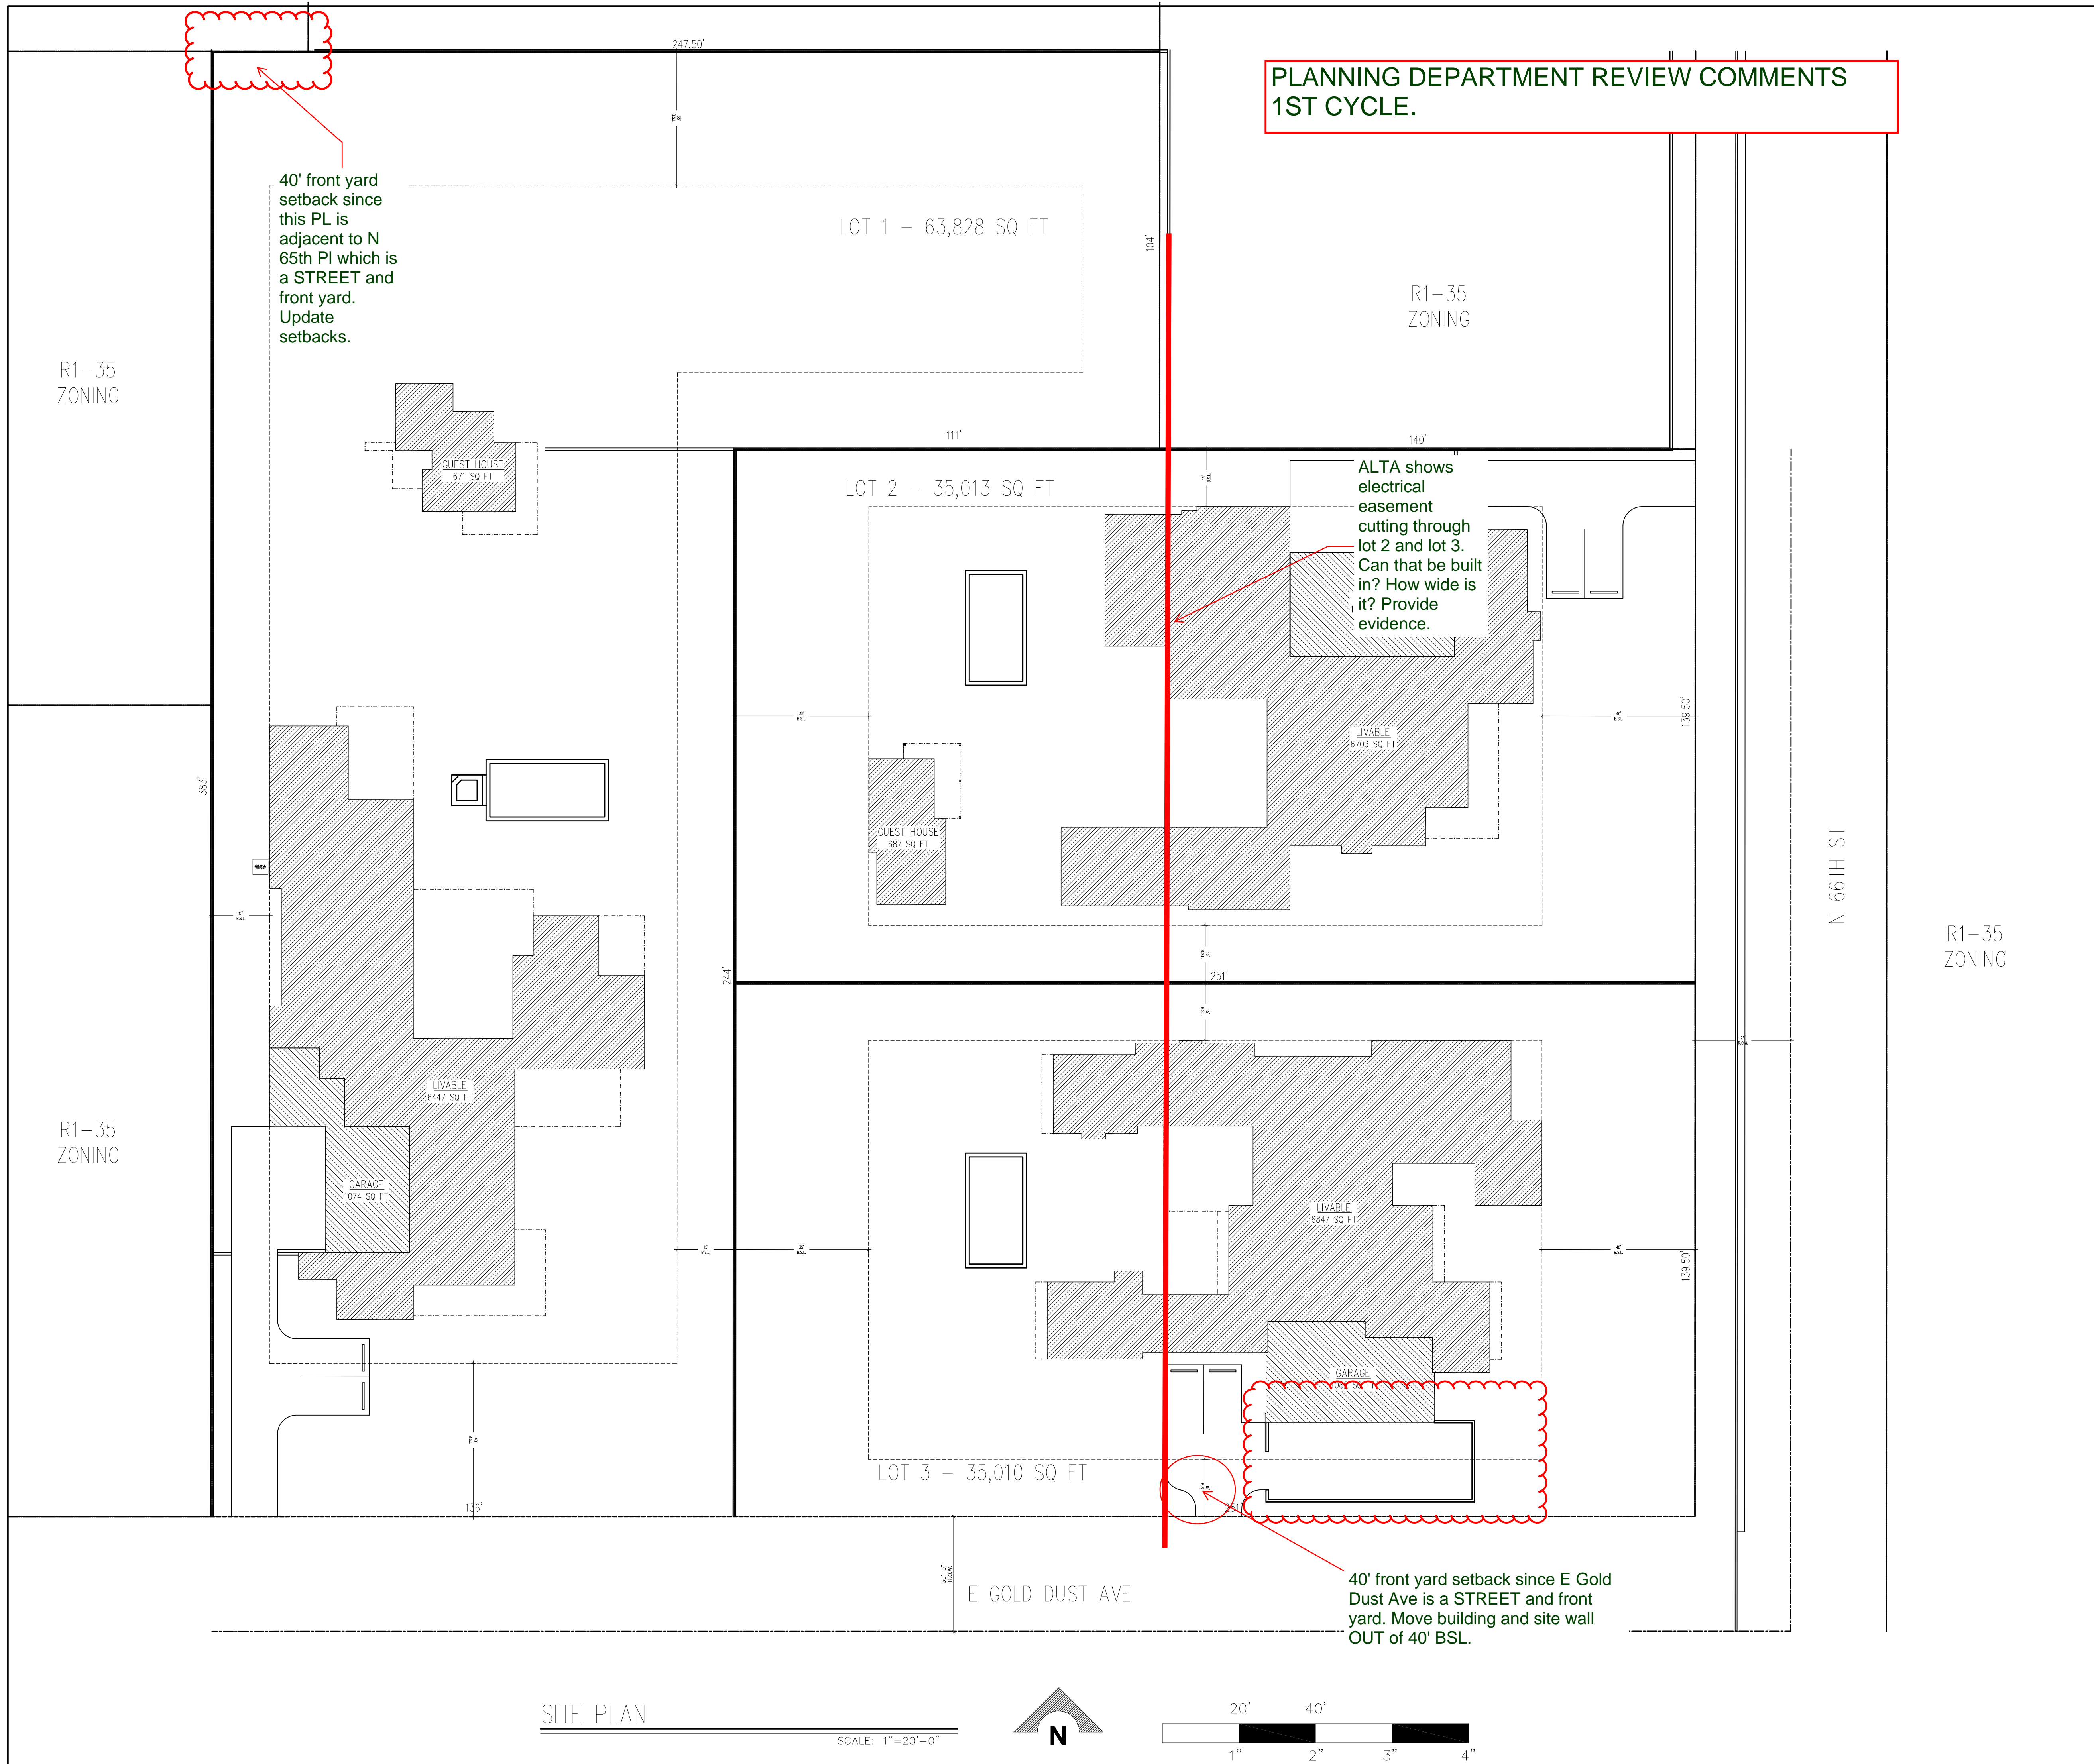 247.50'
PLANNING DEPARTMENT REVIEW COMMENTS
1ST CYCLE.
40' front yard
setback since
this PL is
adjacent to N
65th Pl which is
a STREET and
front yard.
Update
setbacks.
LOT 1 - 63,828 SQ FT
104'
R1-35
ZONING
R1-35
ZONING
111'
140'
GUEST HOUSE
671 SQ FT
LOT 2 - 35,013 SQ FT
ALTA shows
electrical
easement
cutting through
lot 2 and lot 3.
Can that be built
in? How wide is
it? Provide
evidence.
139.50'
LIVABLE
6703 SQ FT
383'
GUEST HOUSE
687 SQ FT
N 66TH ST
R1-35
ZONING
244'
251'
LIVABLE
6447 SQ FT
R1-35
ZONING
GARAGE
1074 SQ FT
LIVABLE
6847 SQ FT
139.50'
40'
B.S.L.
GARAGE
LOT 3 - 35,010 SQ FT
136'
251'
30'-0"
R.O.W.
E GOLD DUST AVE
40' front yard setback since E Gold
Dust Ave is a STREET and front
yard. Move building and site wall
OUT of 40' BSL.
SITE PLAN
SCALE: 1"=20'-0"
N
20' 40'
1" 2" 3" 4"